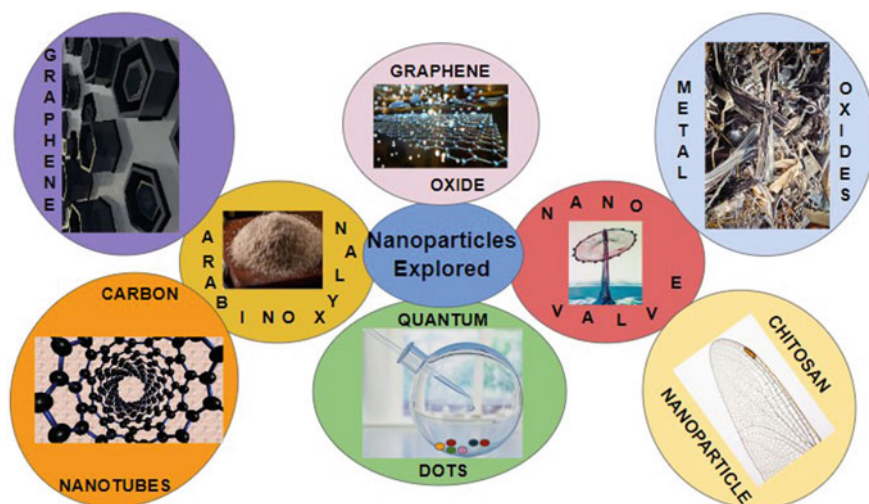 GRAPHENE
GRAPHENE
OXIDE
METAL
OXIDES
ARABINOXYLAN
Nanoparticles
Explored
NANO
VALVE
CARBON
NANOTUBES
QUANTUM
DOTS
CHITOSAN
NANOPARTICLE